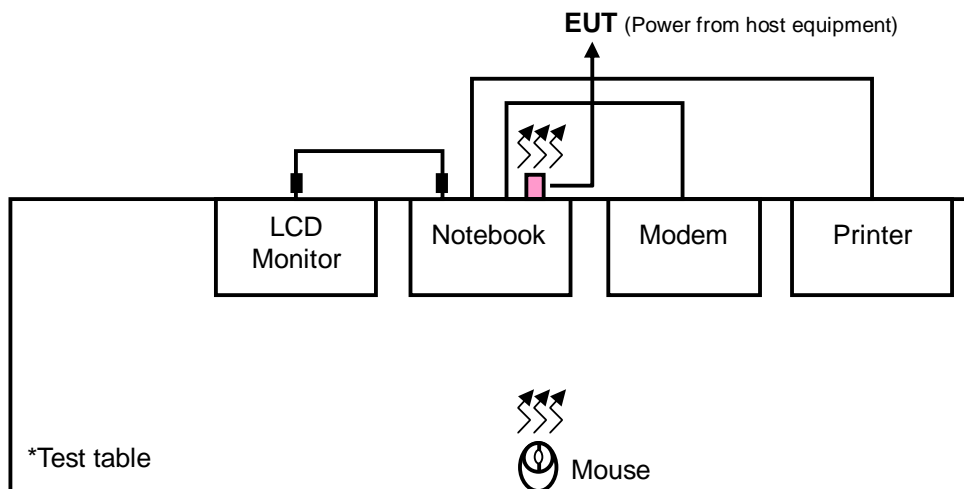 EUT (Power from host equipment)
LCD
Monitor
Notebook
Modem
Printer
*Test table
Mouse